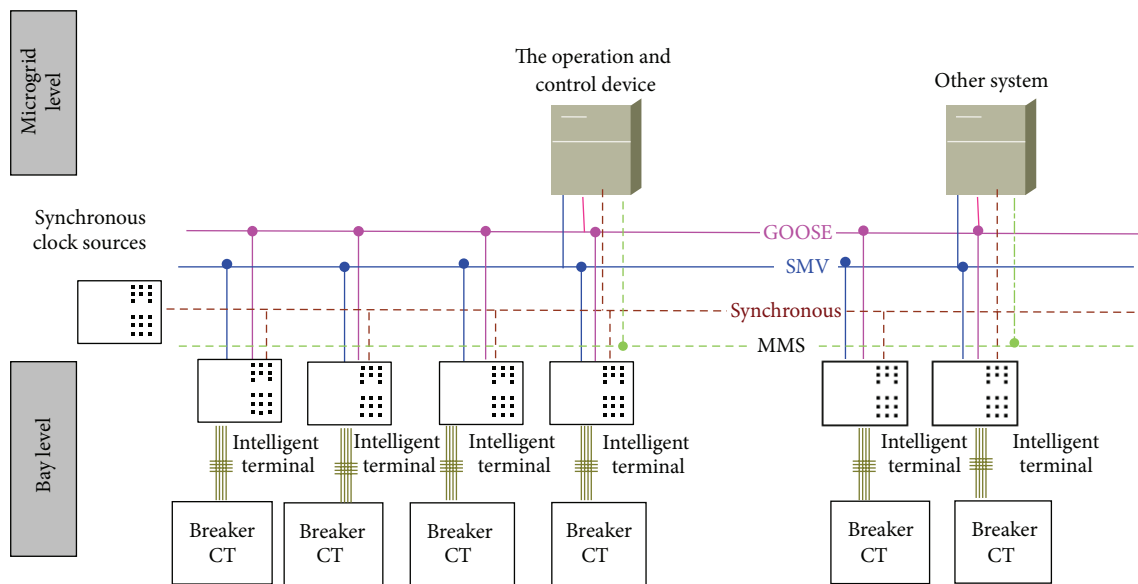 Microgrid
level
The operation and
control device
Other system
Synchronous
clock sources
GOOSE
SMV
Synchronous
MMS
Bay level
Intelligent
terminal
Intelligent
terminal
Intelligent
terminal
Intelligent
terminal
Intelligent
terminal
Intelligent
terminal
Breaker
CT
Breaker
CT
Breaker
CT
Breaker
CT
Breaker
CT
Breaker
CT